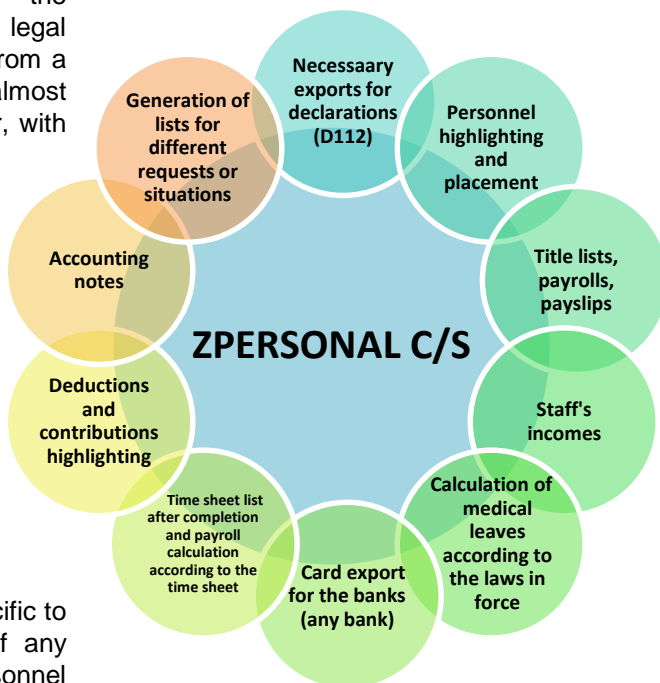 the
legal
rom a
almost
, with
Necessaary
exports for
declarations
(D112)
Personnel
highlighting
and
placement
Title lists,
payrolls,
payslips
Staff's
incomes
Calculation of
medical
leaves
according to
the laws in
force
Card export
for the banks
(any bank)
Time sheet list
after completion
and payroll
calculation
according to the
time sheet
Deductions
and
contributions
highlighting
Accounting
notes
Generation of
lists for
different
requests or
situations
ZPERSONAL C/S
cific to
f any
sonnel